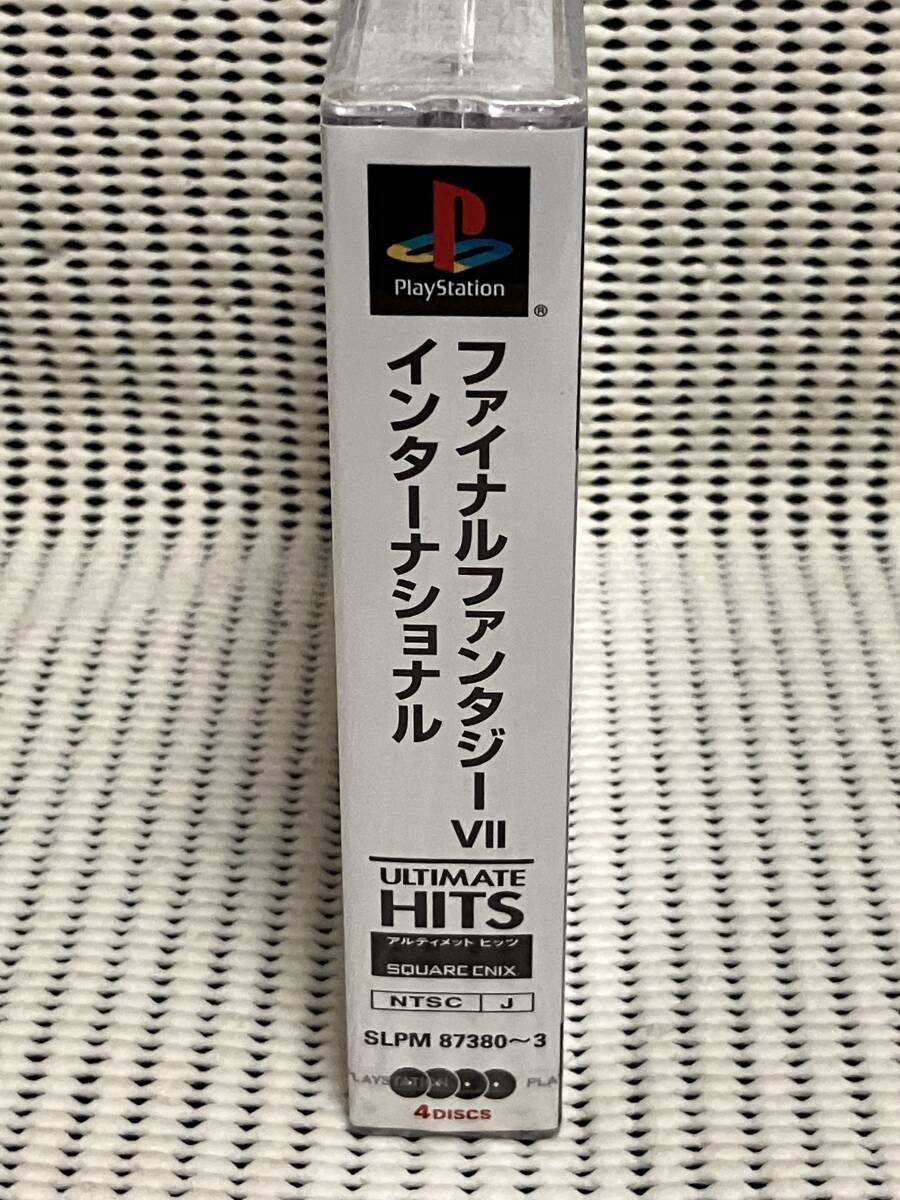 PlayStation
®
ファイナルファンタジーVII
インターナショナル
ULTIMATE
HITS
アルティメット ヒッツ
SQUARE ENIX
NTSC J
SLPM 87380～3
LAYSTATION PLA
4DISCS